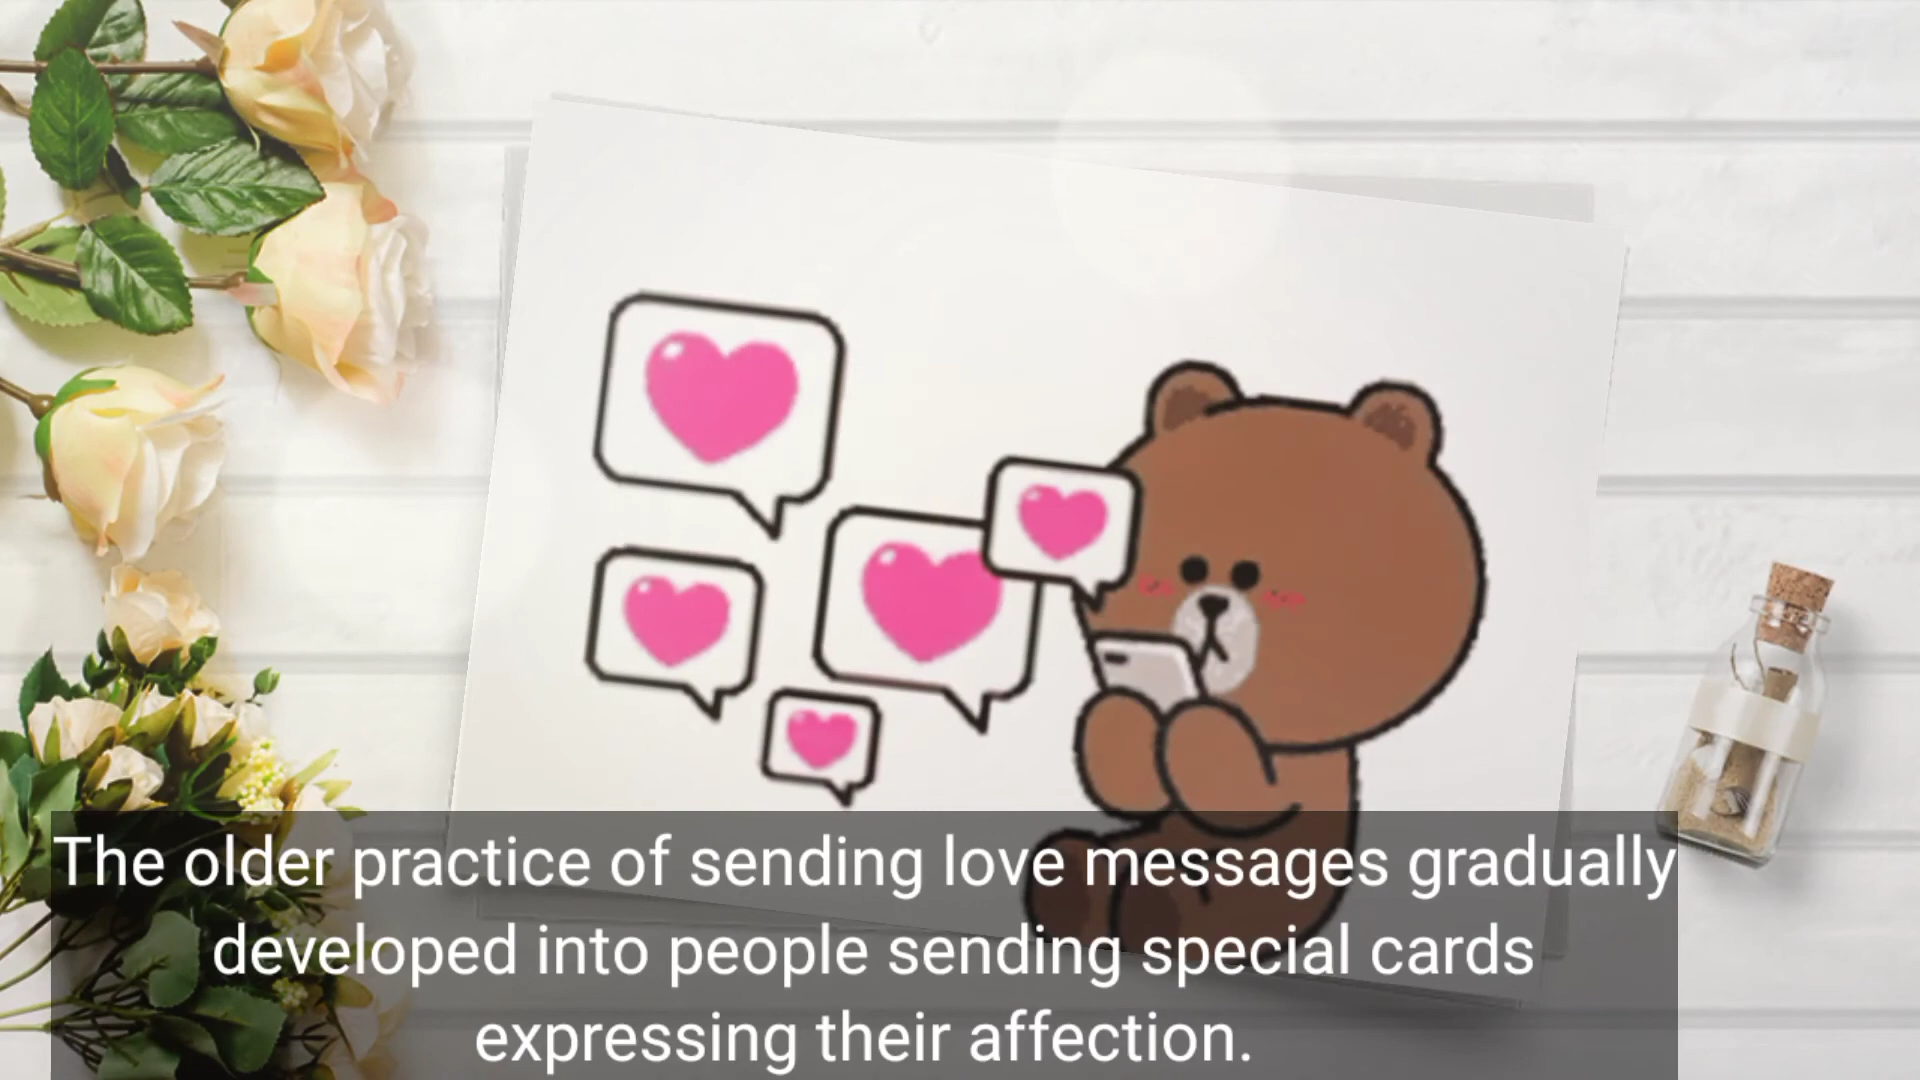 The older practice of sending love messages gradually
developed into people sending special cards
expressing their affection.